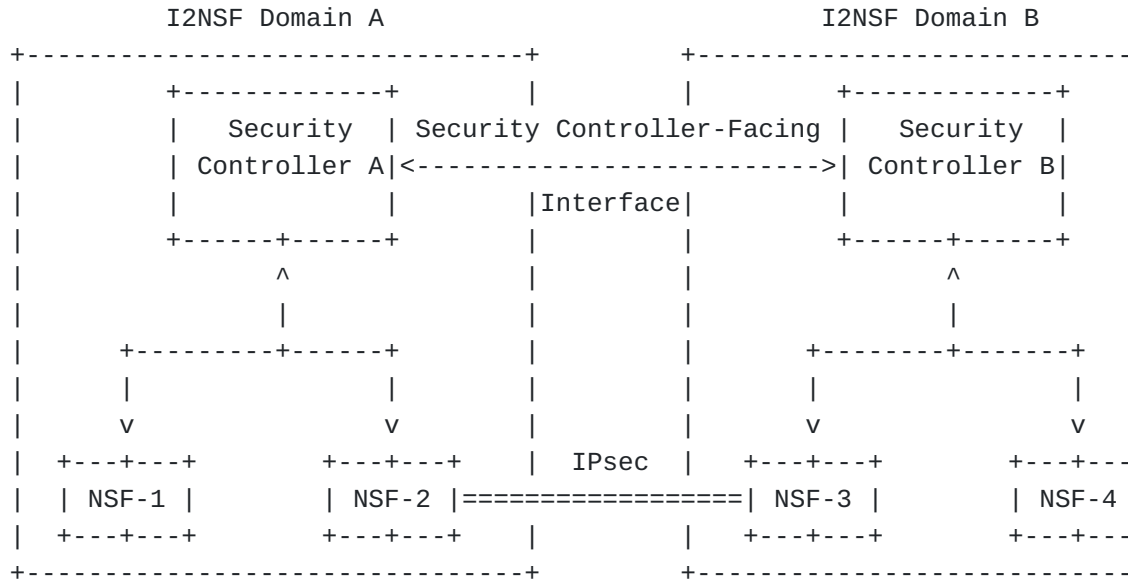 I2NSF Domain A I2NSF Domain B
Security Security Controller-Facing Security
Controller A Controller B
Interface
IPsec
NSF-1 NSF-2 NSF-3 NSF-4